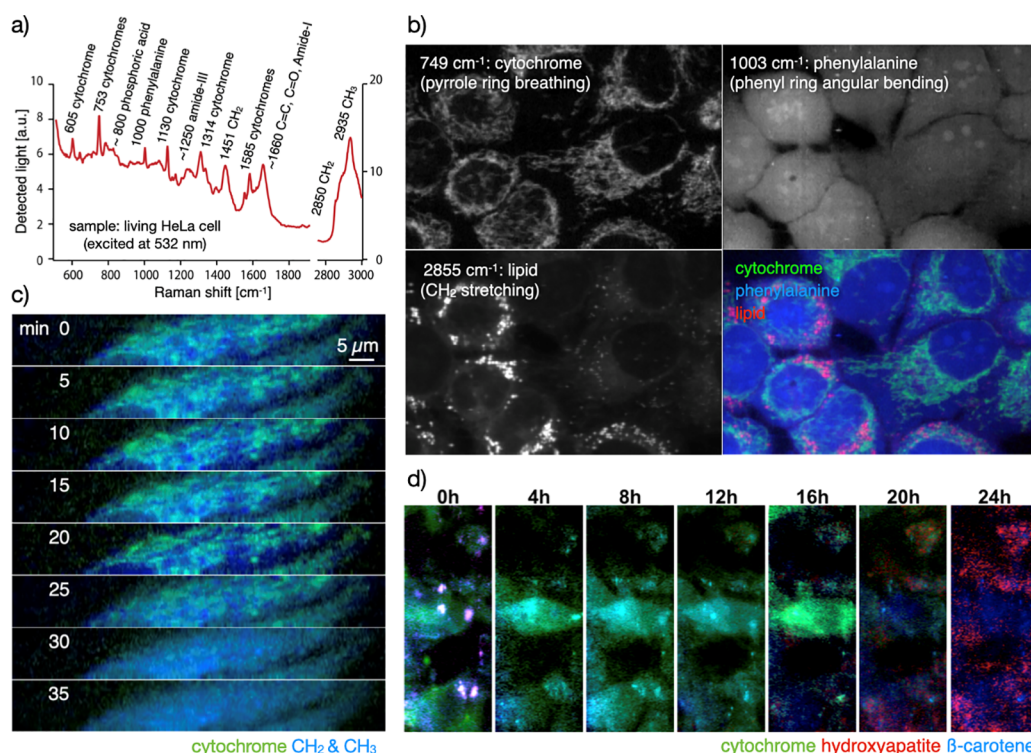 a)
10
8
6
4
2
0
Detected light [a.u.]
605 cytochrome
753 cytochromes
~ 800 phosphoric acid
1000 phenylalanine
1130 cytochrome
~1250 amide-III
1314 cytochrome
1451 CH₂
1585 cytochromes
~1660 C=C, C=O, Amide-I
2850 CH₂
2935 CH₃
20
10
0
sample: living HeLa cell
(excited at 532 nm)
600 800 1000 1200 1400 1600 1800 2600 2800 3000
Raman shift [cm⁻¹]
b)
749 cm⁻¹: cytochrome
(pyrrole ring breathing)
1003 cm⁻¹: phenylalanine
(phenyl ring angular bending)
2855 cm⁻¹: lipid
(CH₂ stretching)
cytochrome
phenylalanine
lipid
c)
min 0
5 µm
5
10
15
20
25
30
35
cytochrome CH₂ & CH₃
d)
0h 4h 8h 12h 16h 20h 24h
cytochrome hydroxyapatite ß-carotene